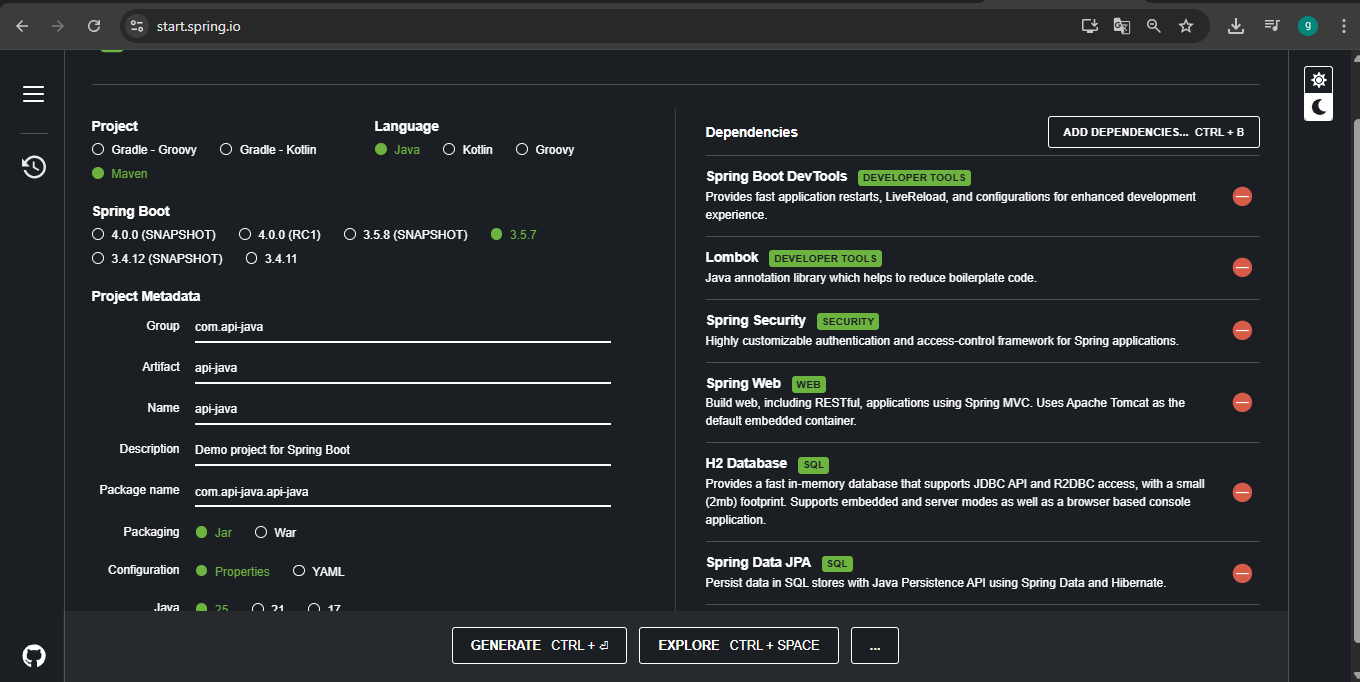 start.spring.io
g
Project
Gradle - Groovy Gradle - Kotlin
Maven
Language
Java Kotlin Groovy
Spring Boot
4.0.0 (SNAPSHOT) 4.0.0 (RC1) 3.5.8 (SNAPSHOT) 3.5.7
3.4.12 (SNAPSHOT) 3.4.11
Project Metadata
Group com.api-java
Artifact api-java
Name api-java
Description Demo project for Spring Boot
Package name com.api-java.api-java
Packaging Jar War
Configuration Properties YAML
Java 25 21 17
Dependencies ADD DEPENDENCIES... CTRL + B
Spring Boot DevTools DEVELOPER TOOLS
Provides fast application restarts, LiveReload, and configurations for enhanced development
experience.
Lombok DEVELOPER TOOLS
Java annotation library which helps to reduce boilerplate code.
Spring Security SECURITY
Highly customizable authentication and access-control framework for Spring applications.
Spring Web WEB
Build web, including RESTful, applications using Spring MVC. Uses Apache Tomcat as the
default embedded container.
H2 Database SQL
Provides a fast in-memory database that supports JDBC API and R2DBC access, with a small
(2mb) footprint. Supports embedded and server modes as well as a browser based console
application.
Spring Data JPA SQL
Persist data in SQL stores with Java Persistence API using Spring Data and Hibernate.
GENERATE CTRL + ⏎ EXPLORE CTRL + SPACE ...